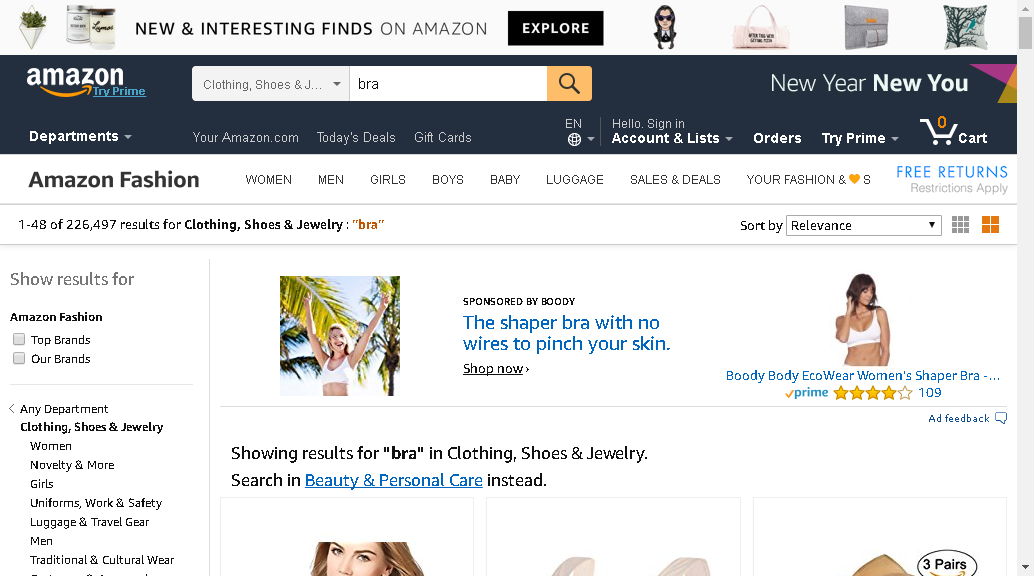 NEW & INTERESTING FINDS ON AMAZON
EXPLORE
amazon
Try Prime
Clothing, Shoes & J...
bra
New Year New You
Departments
Your Amazon.com
Today's Deals
Gift Cards
EN
Hello. Sign in
Account & Lists
Orders
Try Prime
0
Cart
Amazon Fashion
WOMEN
MEN
GIRLS
BOYS
BABY
LUGGAGE
SALES & DEALS
YOUR FASHION & 🧡 S
FREE RETURNS
Restrictions Apply
1-48 of 226,497 results for Clothing, Shoes & Jewelry : "bra"
Sort by
Relevance
Show results for
Amazon Fashion
Top Brands
Our Brands
Any Department
Clothing, Shoes & Jewelry
Women
Novelty & More
Girls
Uniforms, Work & Safety
Luggage & Travel Gear
Men
Traditional & Cultural Wear
SPONSORED BY BOODY
The shaper bra with no
wires to pinch your skin.
Shop now ›
Boody Body EcoWear Women's Shaper Bra -...
prime
109
Ad feedback
Showing results for "bra" in Clothing, Shoes & Jewelry.
Search in Beauty & Personal Care instead.
3 Pairs